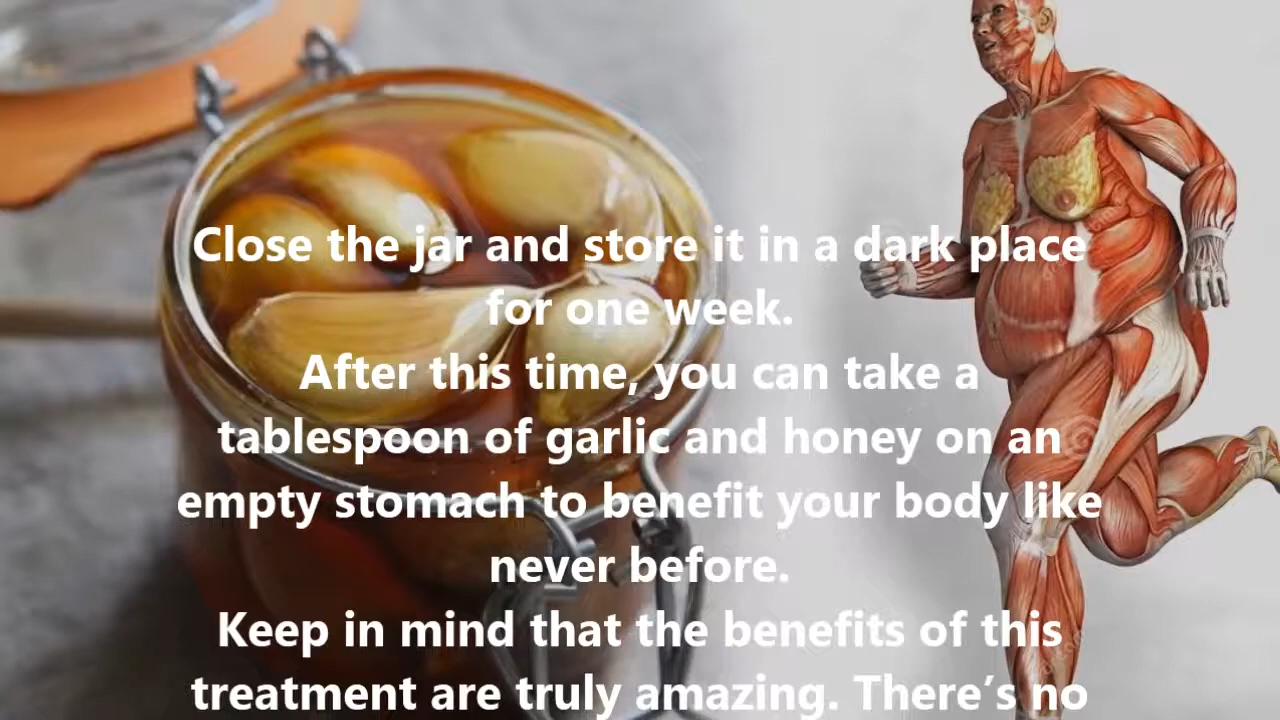 Close the jar and store it in a dark place
for one week.
After this time, you can take a
tablespoon of garlic and honey on an
empty stomach to benefit your body like
never before.
Keep in mind that the benefits of this
treatment are truly amazing. There’s no